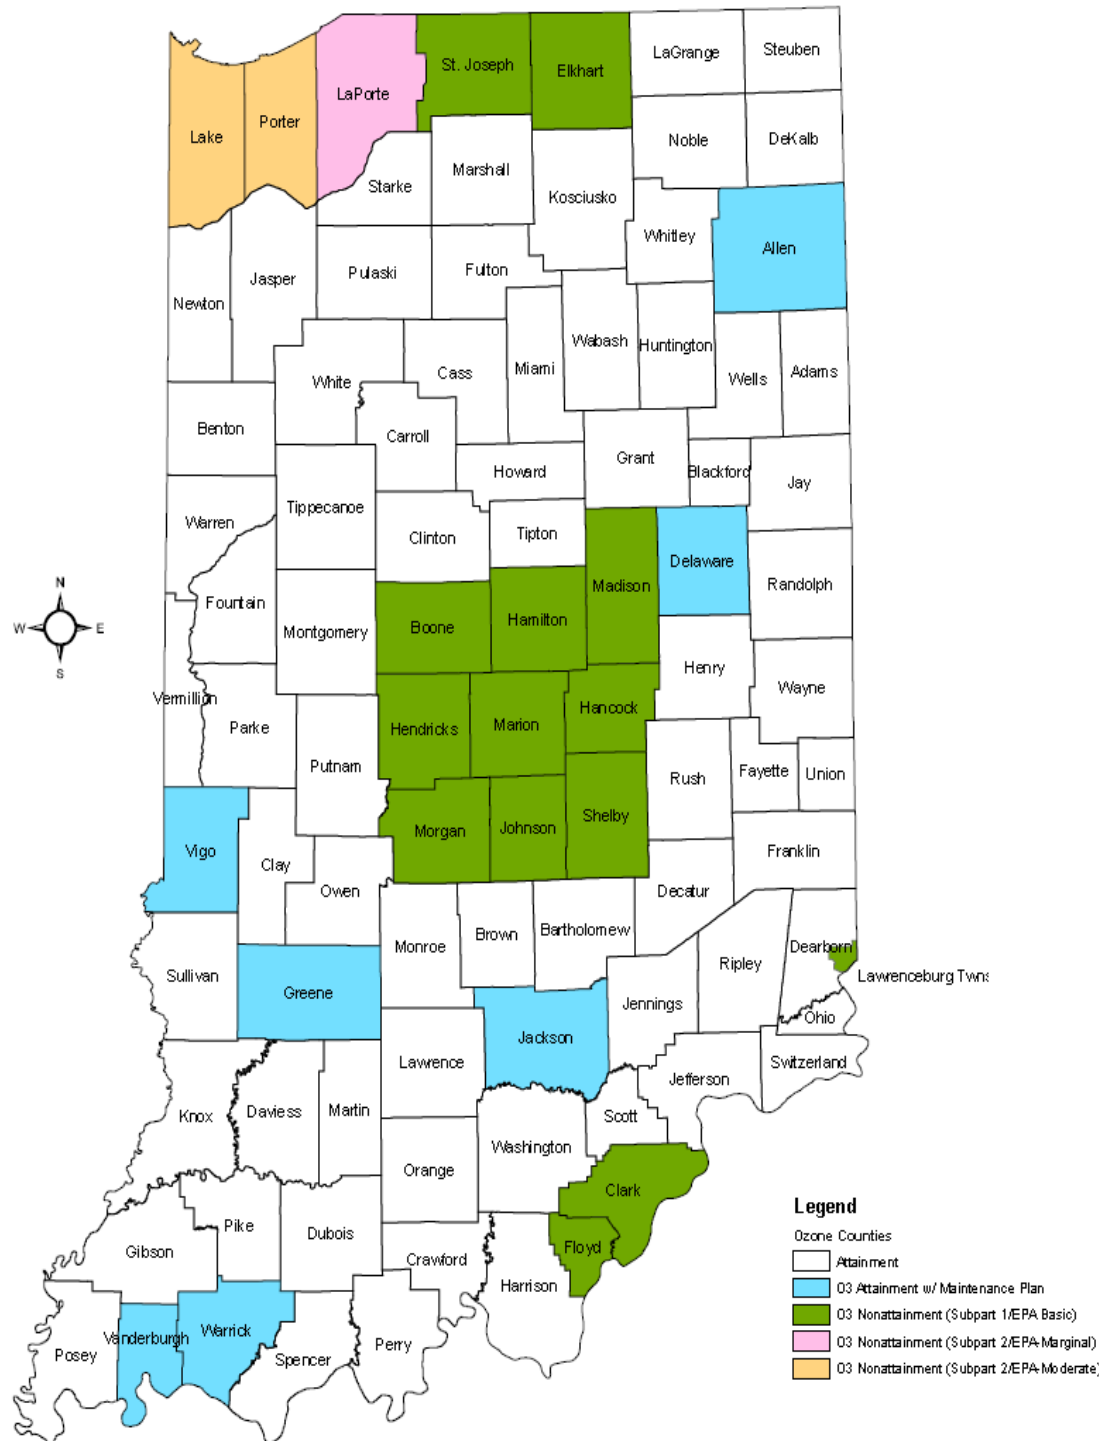 St. Joseph
Elkhart
LaGrange
Steuben
LaPorte
Lake
Porter
Noble
DeKalb
Starke
Marshall
Kosciusko
Whitley
Allen
Newton
Jasper
Pulaski
Fulton
Wabash
Huntington
White
Cass
Miami
Wells
Adams
Benton
Carroll
Howard
Grant
Blackford
Jay
Warren
Tippecanoe
Clinton
Tipton
Delaware
Madison
Randolph
Fountain
Montgomery
Boone
Hamilton
Henry
Wayne
N
W
E
S
Vermillion
Parke
Putnam
Hendricks
Marion
Hancock
Rush
Fayette
Union
Vigo
Clay
Owen
Morgan
Johnson
Shelby
Decatur
Franklin
Sullivan
Greene
Monroe
Brown
Bartholomew
Jennings
Ripley
Dearborn
Lawrenceburg Twns
Ohio
Switzerland
Jackson
Lawrence
Jefferson
Knox
Daviess
Martin
Orange
Washington
Scott
Clark
Floyd
Gibson
Pike
Dubois
Crawford
Harrison
Posey
Vanderburgh
Warrick
Spencer
Perry
Legend
Ozone Counties
Attainment
O3 Attainment w/ Maintenance Plan
O3 Nonattainment (Subpart 1/EPA Basic)
O3 Nonattainment (Subpart 2/EPA-Marginal)
O3 Nonattainment (Subpart 2/EPA-Moderate)